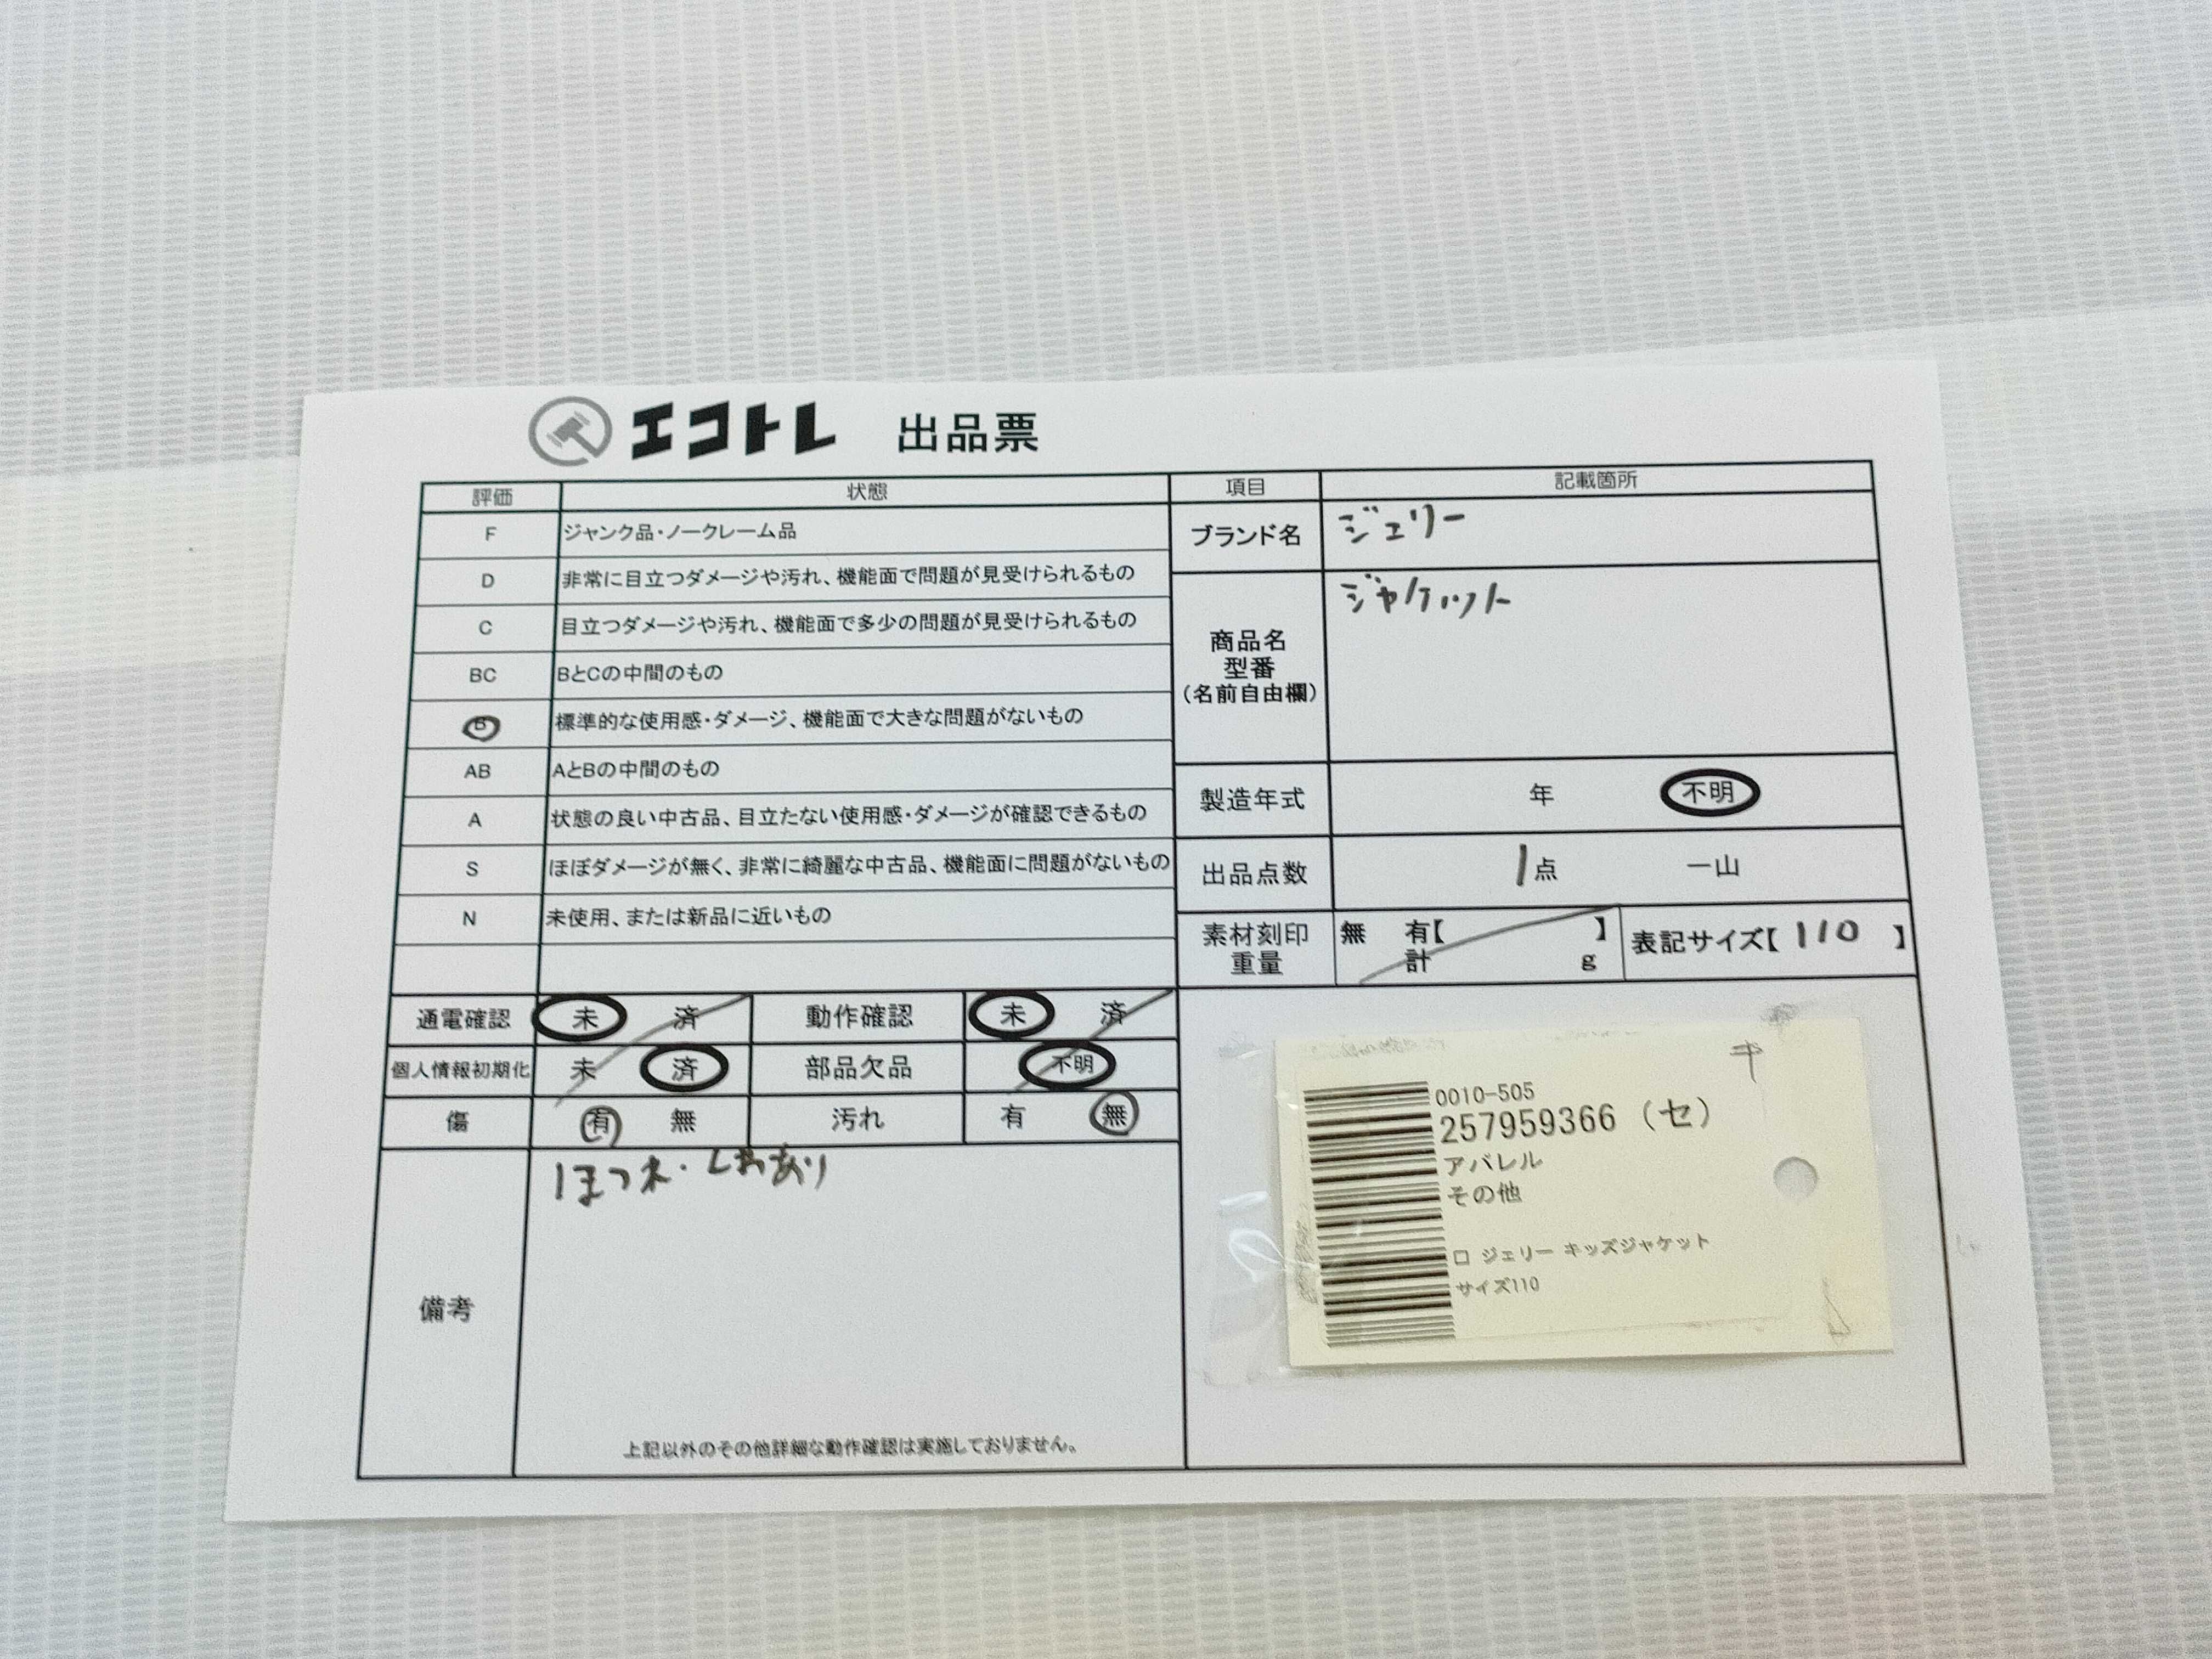 エコトレ 出品票
評価 状態
F ジャンク品・ノークレーム品
D 非常に目立つダメージや汚れ、機能面で問題が見受けられるもの
C 目立つダメージや汚れ、機能面で多少の問題が見受けられるもの
BC BとCの中間のもの
B 標準的な使用感・ダメージ、機能面で大きな問題がないもの
AB AとBの中間のもの
A 状態の良い中古品、目立たない使用感・ダメージが確認できるもの
S ほぼダメージが無く、非常に綺麗な中古品、機能面に問題がないもの
N 未使用、または新品に近いもの
通電確認 未 済 動作確認 未 済
個人情報初期化 未 済 部品欠品 不明
傷 有 無 汚れ 有 無
備考
ほつれ・しわあり
上記以外のその他詳細な動作確認は実施しておりません。
項目 記載箇所
ブランド名 ジェリー
商品名
型番
(名前自由欄)
ジャケット
製造年式 年 不明
出品点数 1点 一山
素材刻印 無 有【 】
重量 計 g
表記サイズ【 110 】
キ
0010-505
257959366 (セ)
アパレル
その他
口 ジェリー キッズジャケット
サイズ110